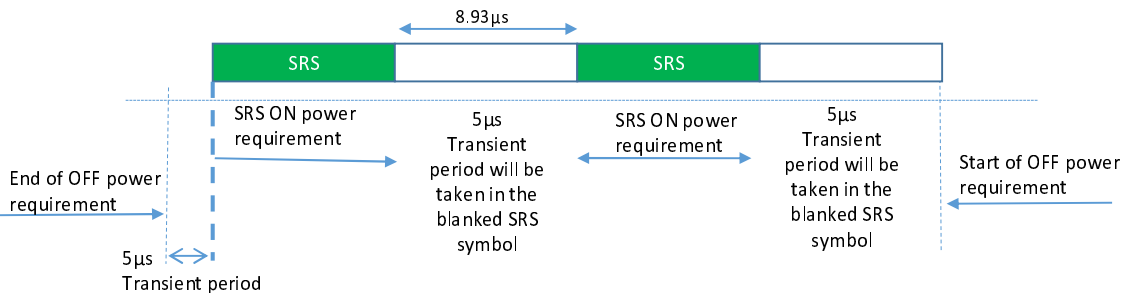 8.93µs
SRS
SRS
SRS ON power
requirement
5µs
Transient
period will be
taken in the
blanked SRS
symbol
SRS ON power
requirement
5µs
Transient
period will be
taken in the
blanked SRS
symbol
Start of OFF power
requirement
End of OFF power
requirement
5µs
Transient period